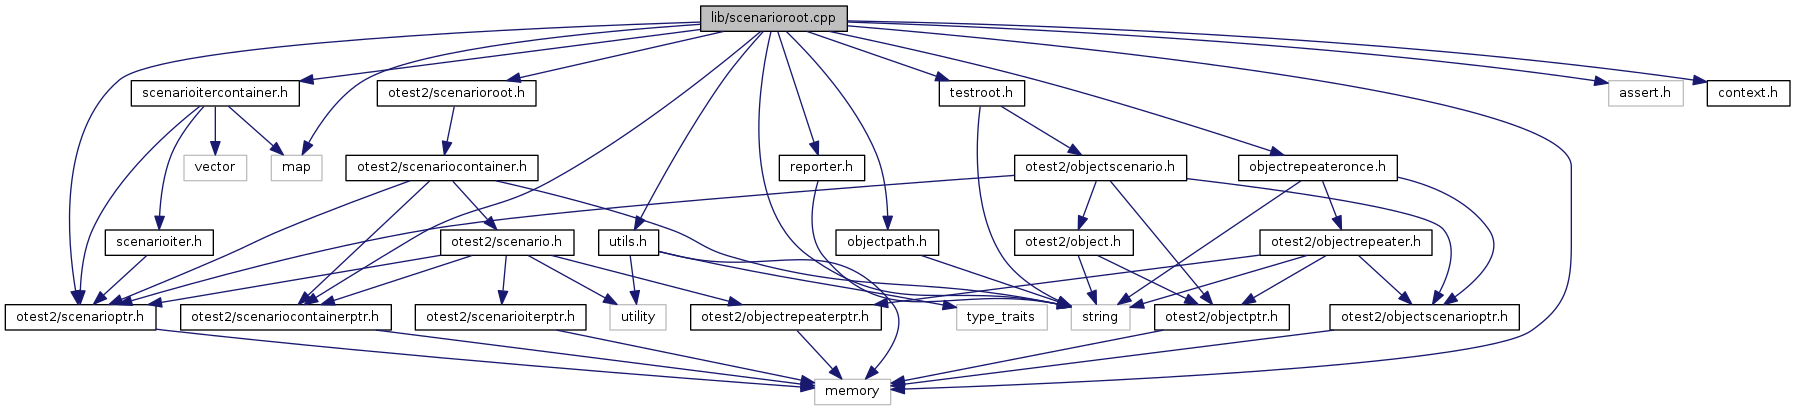 lib/scenarioroot.cpp
scenarioitercontainer.h
otest2/scenarioroot.h
testroot.h
assert.h
context.h
vector
map
otest2/scenariocontainer.h
reporter.h
otest2/objectscenario.h
objectrepeateronce.h
scenarioiter.h
otest2/scenario.h
utils.h
objectpath.h
otest2/object.h
otest2/objectrepeater.h
otest2/scenarioptr.h
otest2/scenariocontainerptr.h
otest2/scenarioiterptr.h
utility
otest2/objectrepeaterptr.h
type_traits
string
otest2/objectptr.h
otest2/objectscenarioptr.h
memory